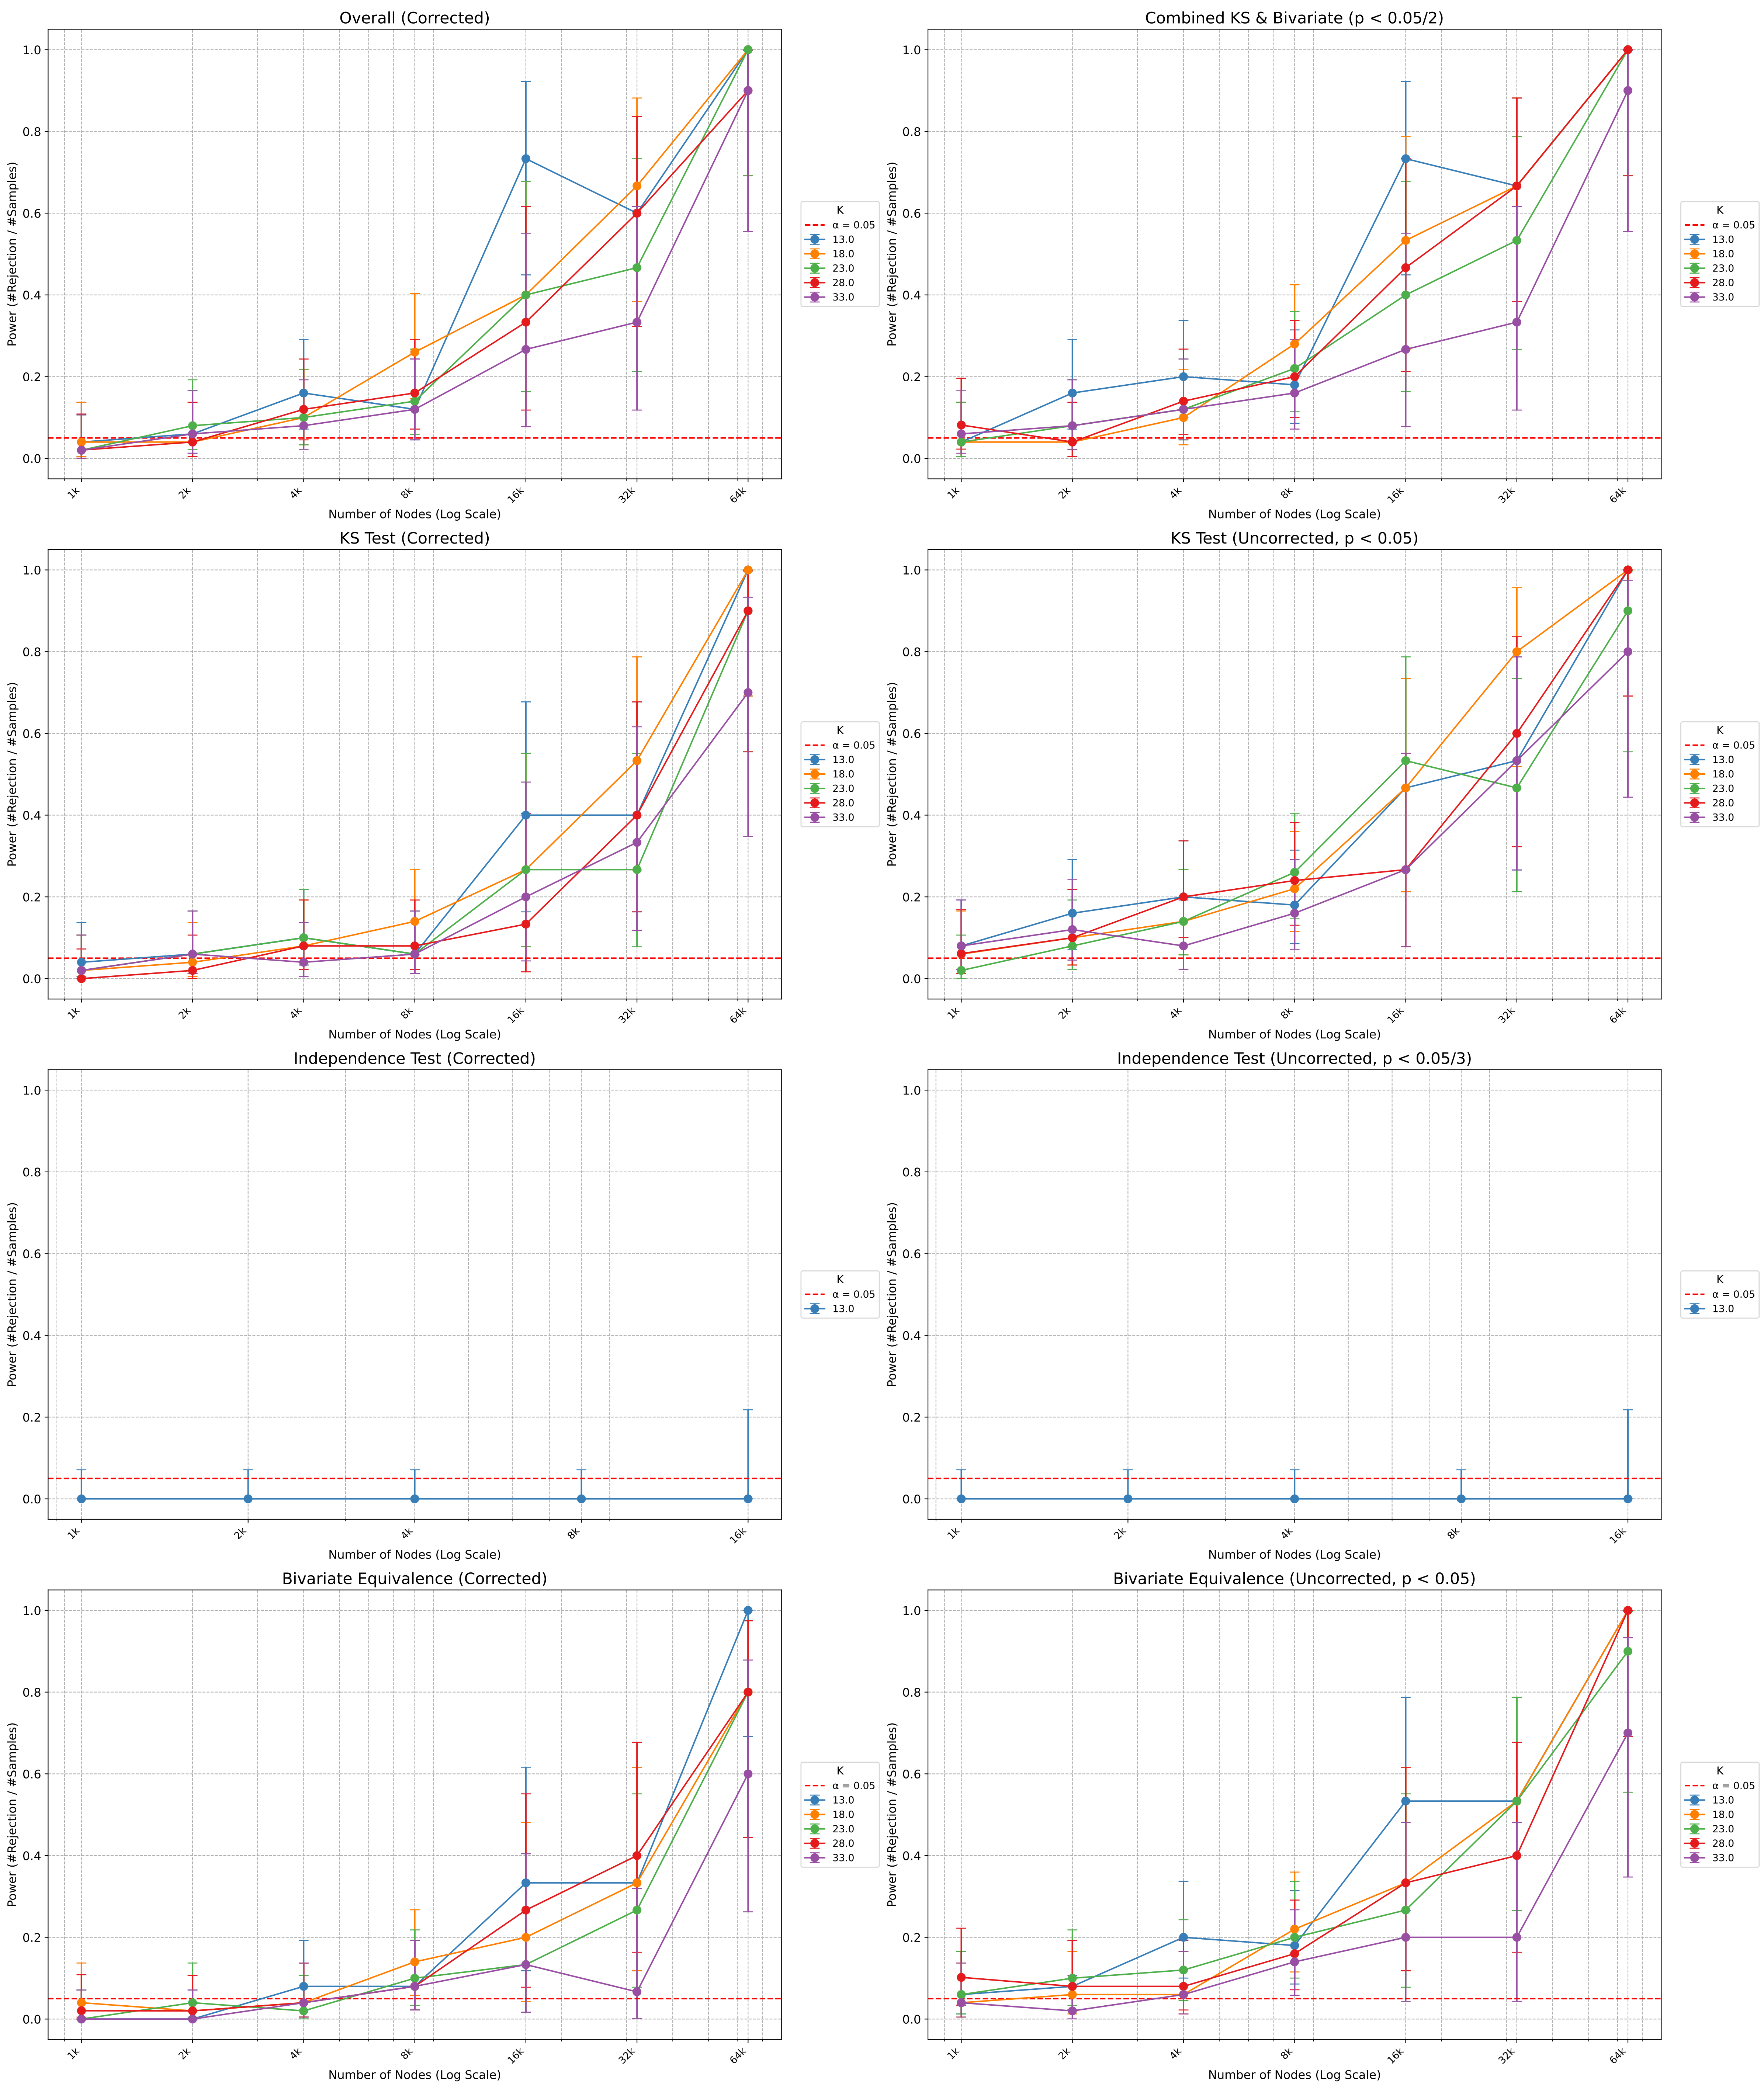 Overall (Corrected)
Power (#Rejection / #Samples)
1.0
0.8
0.6
0.4
0.2
0.0
1k
2k
4k
8k
16k
32k
64k
Number of Nodes (Log Scale)
K
α = 0.05
13.0
18.0
23.0
28.0
33.0
Combined KS & Bivariate (p < 0.05/2)
Power (#Rejection / #Samples)
1.0
0.8
0.6
0.4
0.2
0.0
1k
2k
4k
8k
16k
32k
64k
Number of Nodes (Log Scale)
K
α = 0.05
13.0
18.0
23.0
28.0
33.0
KS Test (Corrected)
Power (#Rejection / #Samples)
1.0
0.8
0.6
0.4
0.2
0.0
1k
2k
4k
8k
16k
32k
64k
Number of Nodes (Log Scale)
K
α = 0.05
13.0
18.0
23.0
28.0
33.0
KS Test (Uncorrected, p < 0.05)
Power (#Rejection / #Samples)
1.0
0.8
0.6
0.4
0.2
0.0
1k
2k
4k
8k
16k
32k
64k
Number of Nodes (Log Scale)
K
α = 0.05
13.0
18.0
23.0
28.0
33.0
Independence Test (Corrected)
Power (#Rejection / #Samples)
1.0
0.8
0.6
0.4
0.2
0.0
1k
2k
4k
8k
16k
Number of Nodes (Log Scale)
K
α = 0.05
13.0
Independence Test (Uncorrected, p < 0.05/3)
Power (#Rejection / #Samples)
1.0
0.8
0.6
0.4
0.2
0.0
1k
2k
4k
8k
16k
Number of Nodes (Log Scale)
K
α = 0.05
13.0
Bivariate Equivalence (Corrected)
Power (#Rejection / #Samples)
1.0
0.8
0.6
0.4
0.2
0.0
1k
2k
4k
8k
16k
32k
64k
Number of Nodes (Log Scale)
K
α = 0.05
13.0
18.0
23.0
28.0
33.0
Bivariate Equivalence (Uncorrected, p < 0.05)
Power (#Rejection / #Samples)
1.0
0.8
0.6
0.4
0.2
0.0
1k
2k
4k
8k
16k
32k
64k
Number of Nodes (Log Scale)
K
α = 0.05
13.0
18.0
23.0
28.0
33.0